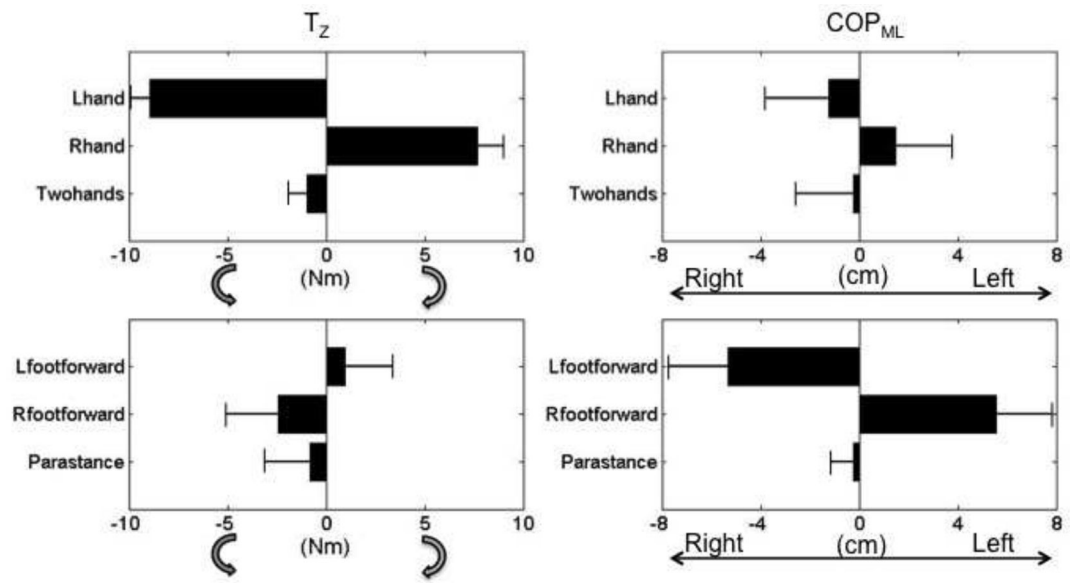 T_Z
Lhand
Rhand
Twohands
-10 -5 0 5 10
(Nm)
COP_ML
Lhand
Rhand
Twohands
-8 -4 0 4 8
(cm)
Right Left
Lfootforward
Rfootforward
Parastance
-10 -5 0 5 10
(Nm)
Lfootforward
Rfootforward
Parastance
-8 -4 0 4 8
(cm)
Right Left